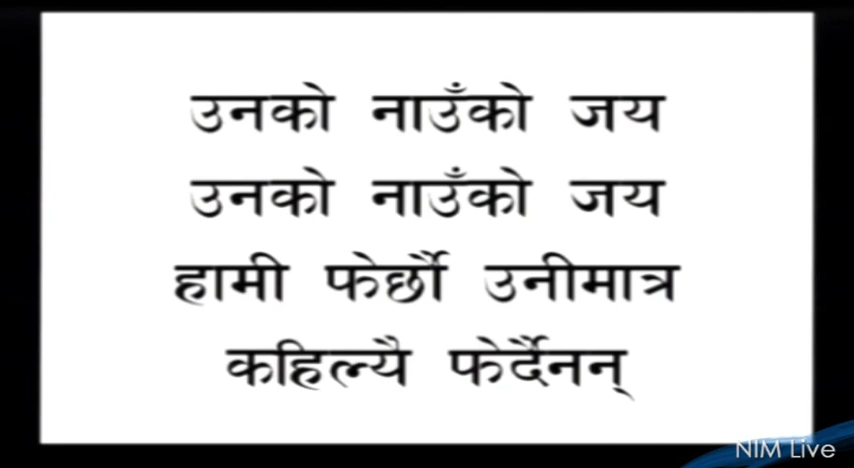 उनको नाउँको जय
उनको नाउँको जय
हामी फेर्छौ उनीमात्र
कहिल्यै फेर्दैनन्
NIM Live